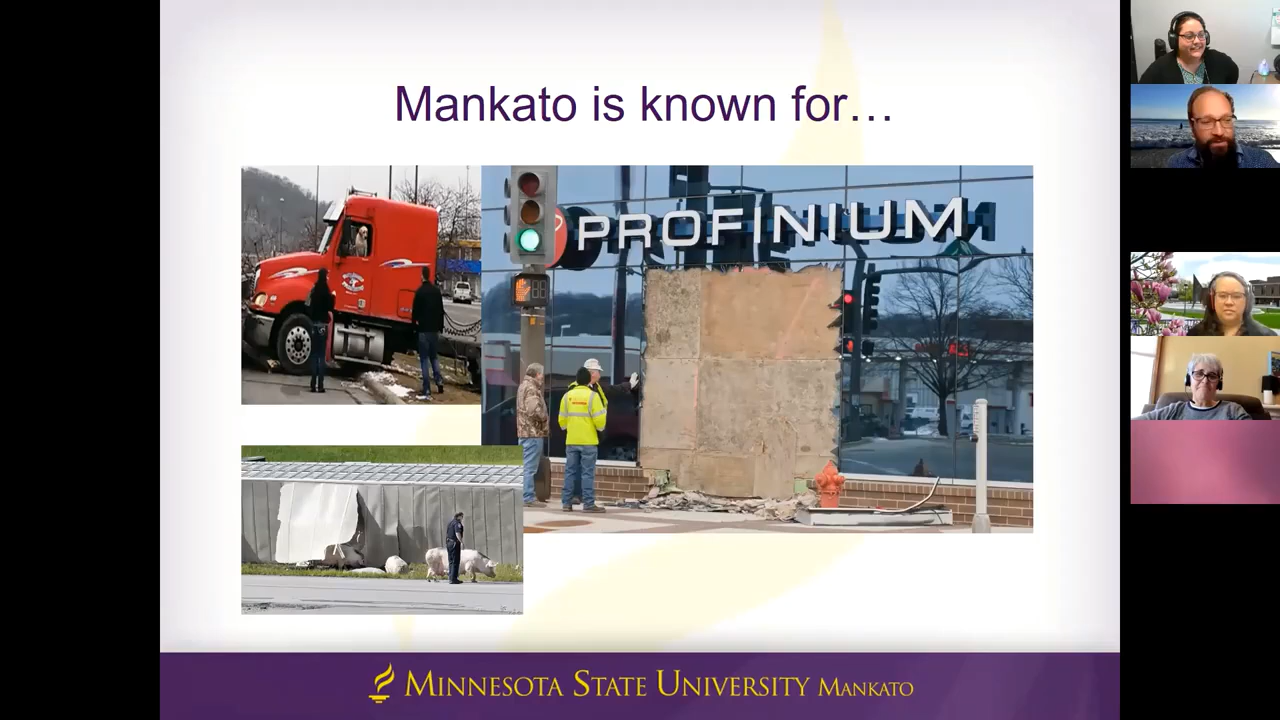 Mankato is known for...
PROFINIUM
MINNESOTA STATE UNIVERSITY MANKATO